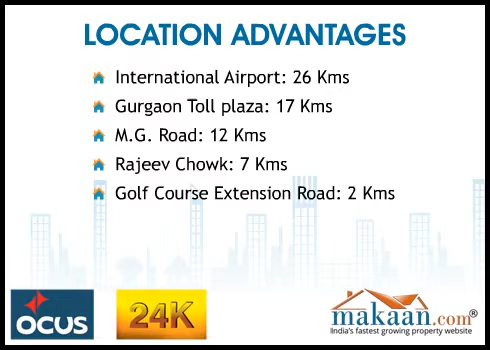 LOCATION ADVANTAGES
International Airport: 26 Kms
Gurgaon Toll plaza: 17 Kms
M.G. Road: 12 Kms
Rajeev Chowk: 7 Kms
Golf Course Extension Road: 2 Kms
OCUS
24K
makaan.com®
India's fastest growing property website